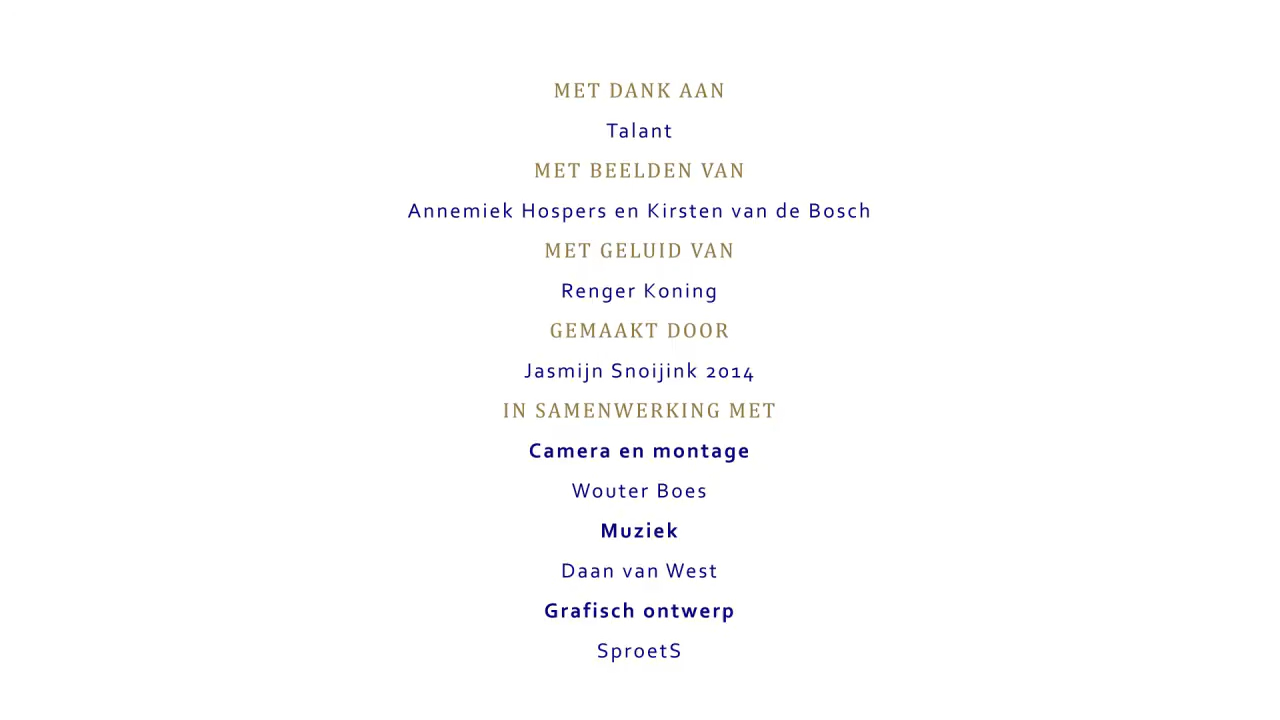 MET DANK AAN
Talant
MET BEELDEN VAN
Annemiek Hospers en Kirsten van de Bosch
MET GELUID VAN
Renger Koning
GEMAAKT DOOR
Jasmijn Snoijink 2014
IN SAMENWERKING MET
Camera en montage
Wouter Boes
Muziek
Daan van West
Grafisch ontwerp
SproetS